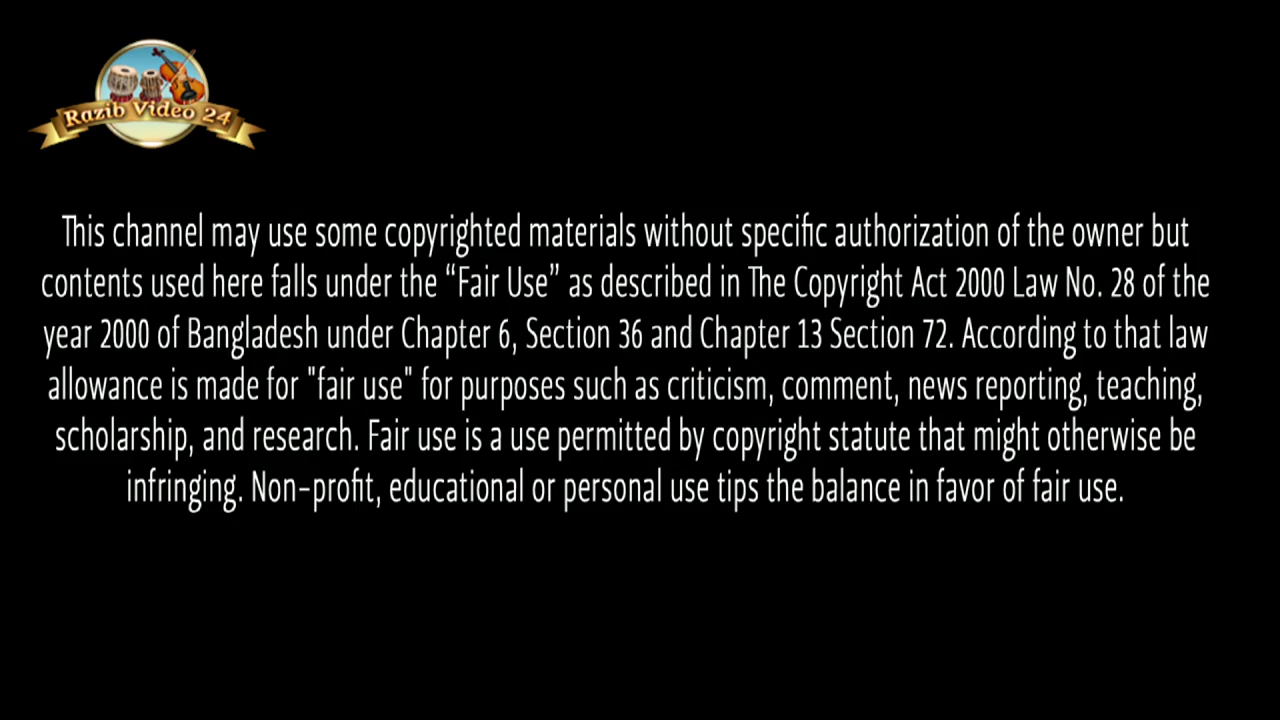 Razib Video 24
This channel may use some copyrighted materials without specific authorization of the owner but
contents used here falls under the “Fair Use” as described in The Copyright Act 2000 Law No. 28 of the
year 2000 of Bangladesh under Chapter 6, Section 36 and Chapter 13 Section 72. According to that law
allowance is made for "fair use" for purposes such as criticism, comment, news reporting, teaching,
scholarship, and research. Fair use is a use permitted by copyright statute that might otherwise be
infringing. Non-profit, educational or personal use tips the balance in favor of fair use.